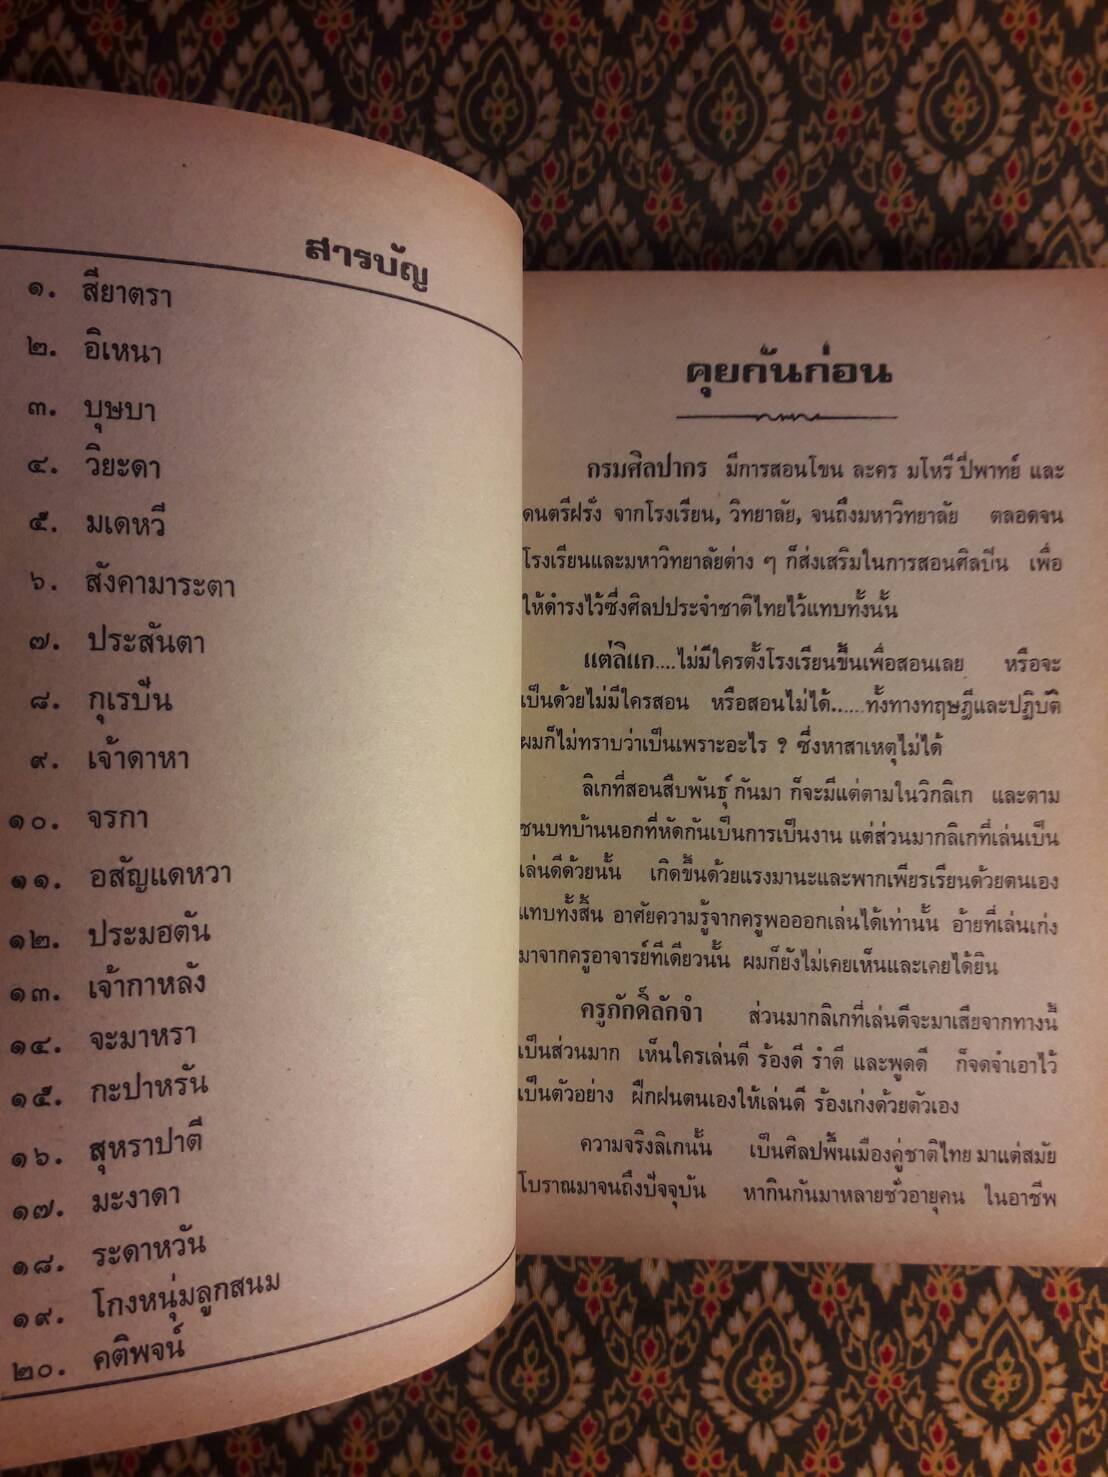 สารบัญ
๑. สียาตรา
๒. อิเหนา
๓. บุษบา
๔. วิยะดา
๕. มเดหวี
๖. สังคามาระตา
๗. ประสันตา
๘. กุเรปัน
๙. เจ้าดาหา
๑๐. จรกา
๑๑. อสัญแดหวา
๑๒. ประมอตัน
๑๓. เจ้ากาหลัง
๑๔. จะมาหรา
๑๕. กะปาหรัน
๑๖. สุหราปาตี
๑๗. มะงาดา
๑๘. ระดาหวัน
๑๙. โกงหนุ่มลูกสนม
๒๐. คติพจน์
คุยกันก่อน
กรมศิลปากร มีการสอนโขน ละคร มโหรี ปี่พาทย์ และ
ดนตรีฝรั่ง จากโรงเรียน, วิทยาลัย, จนถึงมหาวิทยาลัย ตลอดจน
โรงเรียนและมหาวิทยาลัยต่าง ๆ ก็ส่งเสริมในการสอนศิลปิน เพื่อ
ให้ดำรงไว้ซึ่งศิลปประจำชาติไทยไว้แทบทั้งนั้น
แต่ลิแก....ไม่มีใครตั้งโรงเรียนขึ้นเพื่อสอนเลย หรือจะ
เป็นด้วยไม่มีใครสอน หรือสอนไม่ได้......ทั้งทางทฤษฎีและปฏิบัติ
ผมก็ไม่ทราบว่าเป็นเพราะอะไร ? ซึ่งหาสาเหตุไม่ได้
ลิเกที่สอนสืบพันธุ์ กันมา ก็จะมีแต่ตามในวิกลิเก และตาม
ชนบทบ้านนอกที่หัดกันเป็นการเป็นงาน แต่ส่วนมากลิเกที่เล่นเป็น
เล่นดีด้วยนั้น เกิดขึ้นด้วยแรงมานะและพากเพียรเรียนด้วยตนเอง
แทบทั้งสิ้น อาศัยความรู้จากครูพอออกเล่นได้เท่านั้น อ้ายที่เล่นเก่ง
มาจากครูอาจารย์ทีเดียวนั้น ผมก็ยังไม่เคยเห็นและเคยได้ยิน
ครูภักดิ์ลักจำ ส่วนมากลิเกที่เล่นดีจะมาเสียจากทางนี้
เป็นส่วนมาก เห็นใครเล่นดี ร้องดี รำดี และพูดดี ก็จดจำเอาไว้
เป็นตัวอย่าง ฝึกฝนตนเองให้เล่นดี ร้องเก่งด้วยตัวเอง
ความจริงลิเกนั้น เป็นศิลปพื้นเมืองคู่ชาติไทย มาแต่สมัย
โบราณมาจนถึงปัจจุบัน หากินกันมาหลายชั่วอายุคน ในอาชีพ